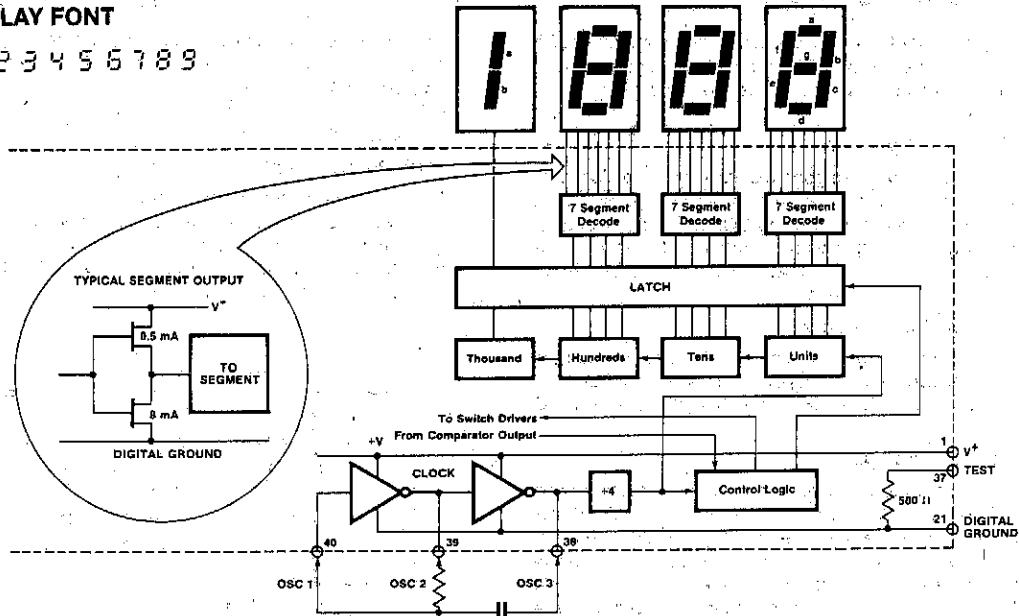 LAY FONT
2 3 4 5 6 7 8 9
a
b
a
f
b
g
e
c
d
7 Segment
Decode
7 Segment
Decode
7 Segment
Decode
TYPICAL SEGMENT OUTPUT
V+
0.5 mA
TO
SEGMENT
8 mA
DIGITAL GROUND
LATCH
Thousand
Hundreds
Tens
Units
To Switch Drivers
From Comparator Output
+V
CLOCK
÷4
Control Logic
1
V+
TEST
37
500 Ω
21
DIGITAL
GROUND
40
39
38
OSC 1
OSC 2
OSC 3